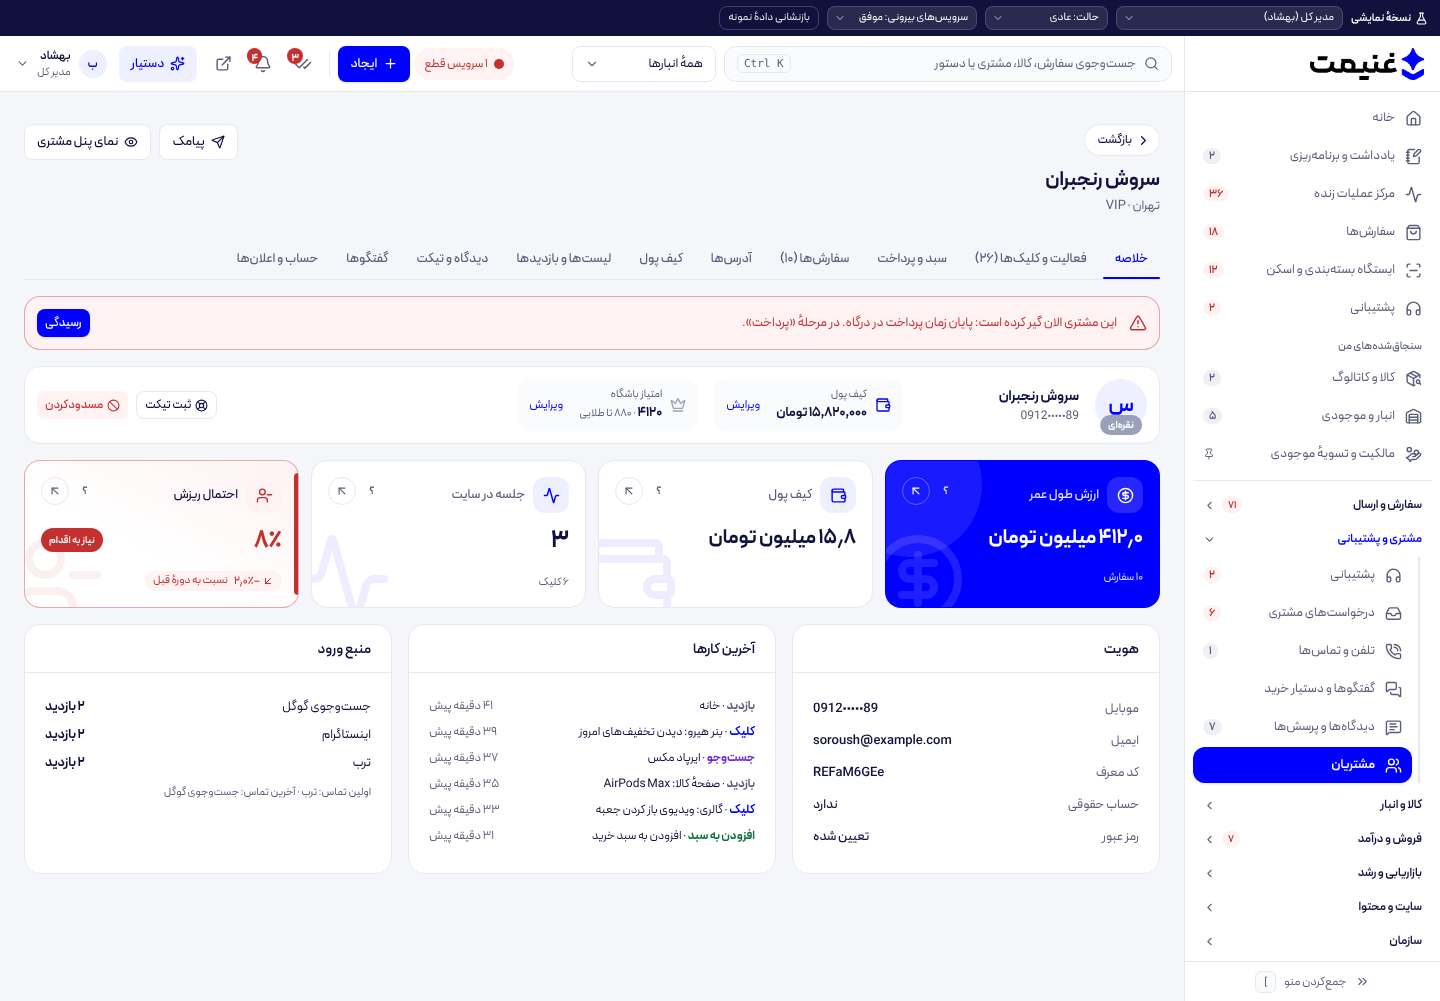 نسخهٔ نمایشی
مدیر کل (بهشاد)
حالت: عادی
سرویس‌های بیرونی: موفق
بازنشانی دادهٔ نمونه
غنیمت
جست‌وجوی سفارش، کالا، مشتری یا دستور
Ctrl K
همهٔ انبارها
۱ سرویس قطع
ایجاد
۳
۴
دستیار
ب
بهشاد
مدیر کل
خانه
یادداشت و برنامه‌ریزی ۲
مرکز عملیات زنده ۳۶
سفارش‌ها ۱۸
ایستگاه بسته‌بندی و اسکن ۱۲
پشتیبانی ۲
سنجاق‌شده‌های من
کالا و کاتالوگ ۲
انبار و موجودی ۵
مالکیت و تسویهٔ موجودی
سفارش و ارسال ۷۱
مشتری و پشتیبانی
پشتیبانی ۲
درخواست‌های مشتری ۶
تلفن و تماس‌ها ۱
گفتگوها و دستیار خرید
دیدگاه‌ها و پرسش‌ها ۷
مشتریان
کالا و انبار
فروش و درآمد ۷
بازاریابی و رشد
سایت و محتوا
سازمان
جمع‌کردن منو [
بازگشت
پیامک
نمای پنل مشتری
سروش رنجبران
تهران · VIP
خلاصه
فعالیت و کلیک‌ها (۲۶)
سبد و پرداخت
سفارش‌ها (۱۰)
آدرس‌ها
کیف پول
لیست‌ها و بازدیدها
دیدگاه و تیکت
گفتگوها
حساب و اعلان‌ها
این مشتری الان گیر کرده است: پایان زمان پرداخت در درگاه. در مرحلهٔ «پرداخت».
رسیدگی
س
نقره‌ای
سروش رنجبران
0912•••••89
کیف پول
۱۵٬۸۲۰٬۰۰۰ تومان
ویرایش
امتیاز باشگاه
۴۱۲۰ · ۸۸۰ تا طلایی
ویرایش
ثبت تیکت
مسدودکردن
ارزش طول عمر ؟
۴۱۲٫۰ میلیون تومان
۱۰ سفارش
کیف پول ؟
۱۵٫۸ میلیون تومان
جلسه در سایت ؟
۳
۶ کلیک
احتمال ریزش ؟
۸٪
نیاز به اقدام
−۲٫۰٪ نسبت به دورهٔ قبل
هویت
موبایل 0912•••••89
ایمیل soroush@example.com
کد معرف REFaM6GEe
حساب حقوقی ندارد
رمز عبور تعیین شده
آخرین کارها
بازدید · خانه ۴۱ دقیقه پیش
کلیک · بنر هیرو: دیدن تخفیف‌های امروز ۳۹ دقیقه پیش
جست‌وجو · ایرپاد مکس ۳۷ دقیقه پیش
بازدید · صفحهٔ کالا: AirPods Max ۳۵ دقیقه پیش
کلیک · گالری: ویدیوی باز کردن جعبه ۳۳ دقیقه پیش
افزودن به سبد · افزودن به سبد خرید ۳۱ دقیقه پیش
منبع ورود
جست‌وجوی گوگل ۲ بازدید
اینستاگرام ۲ بازدید
ترب ۲ بازدید
اولین تماس: ترب · آخرین تماس: جست‌وجوی گوگل